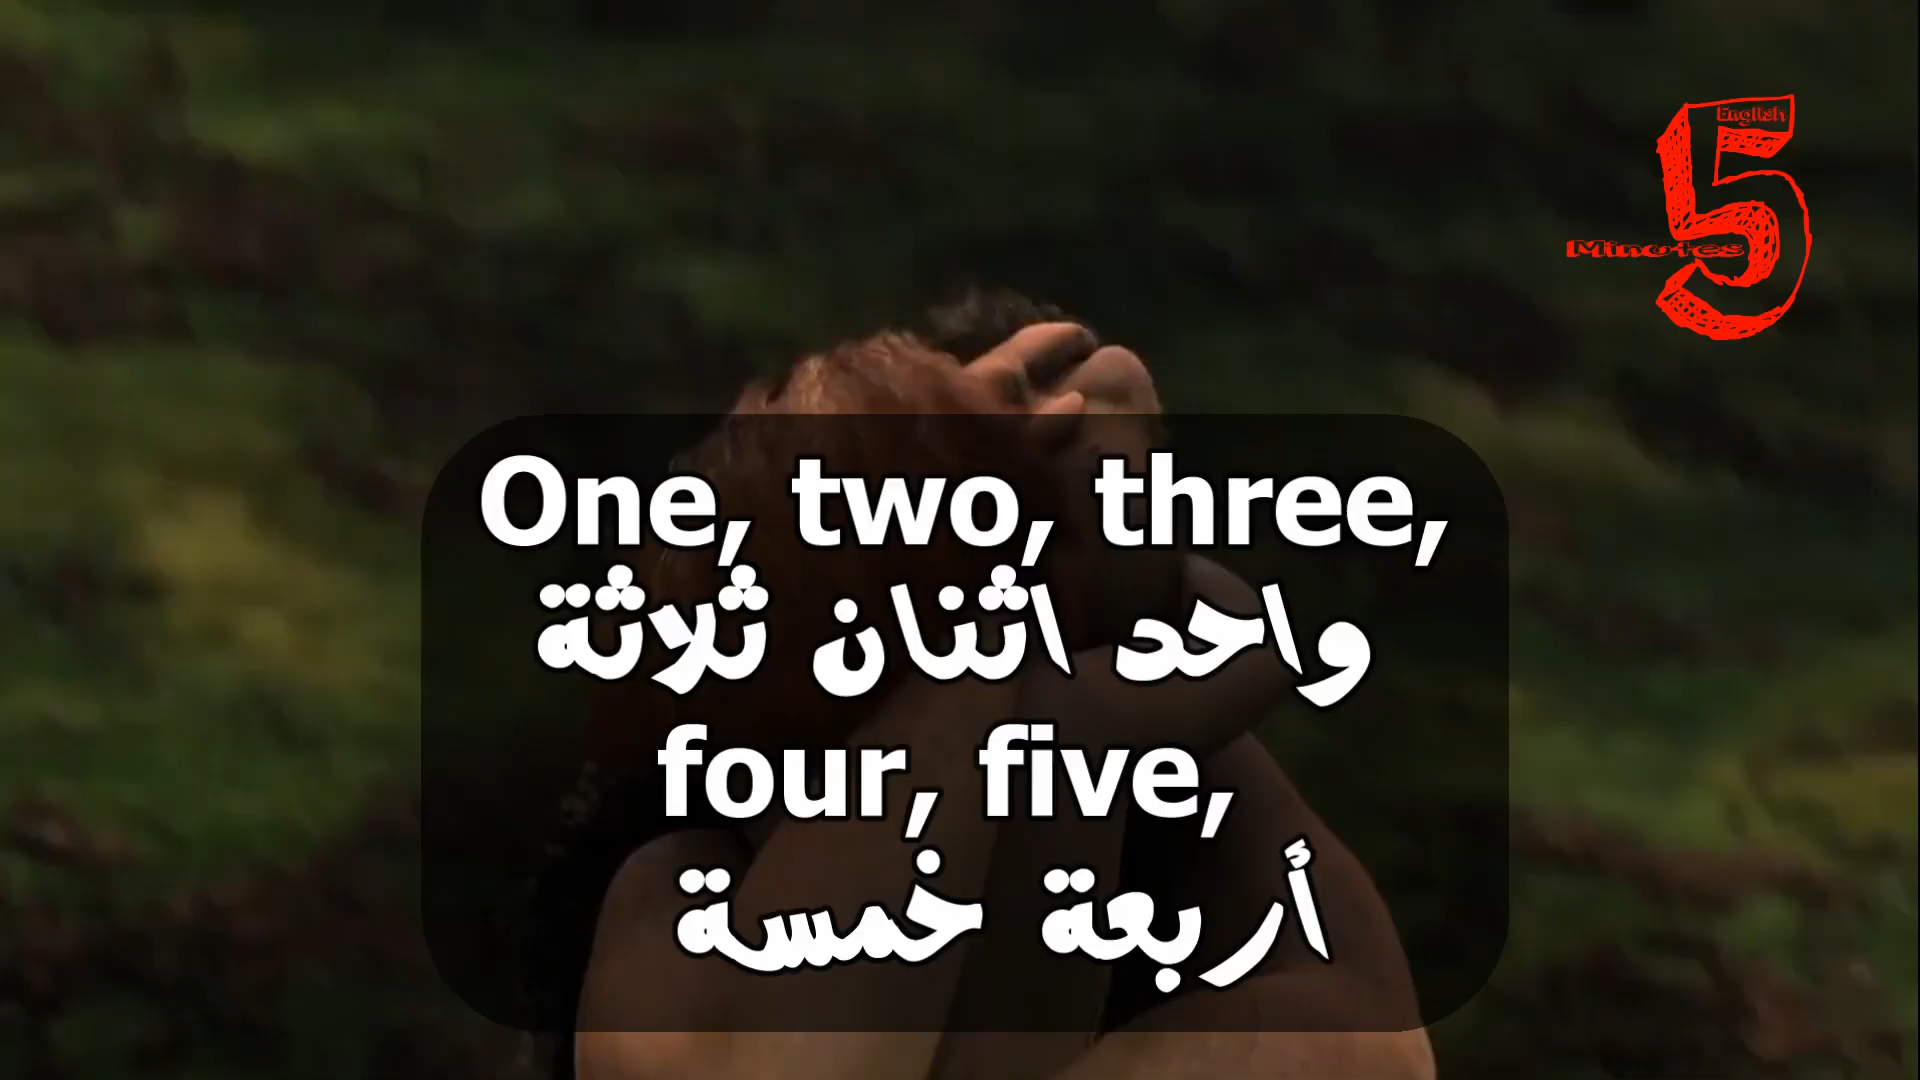 English
5
Minutes
One, two, three,
واحد اثنان ثلاثة
four, five,
أربعة خمسة